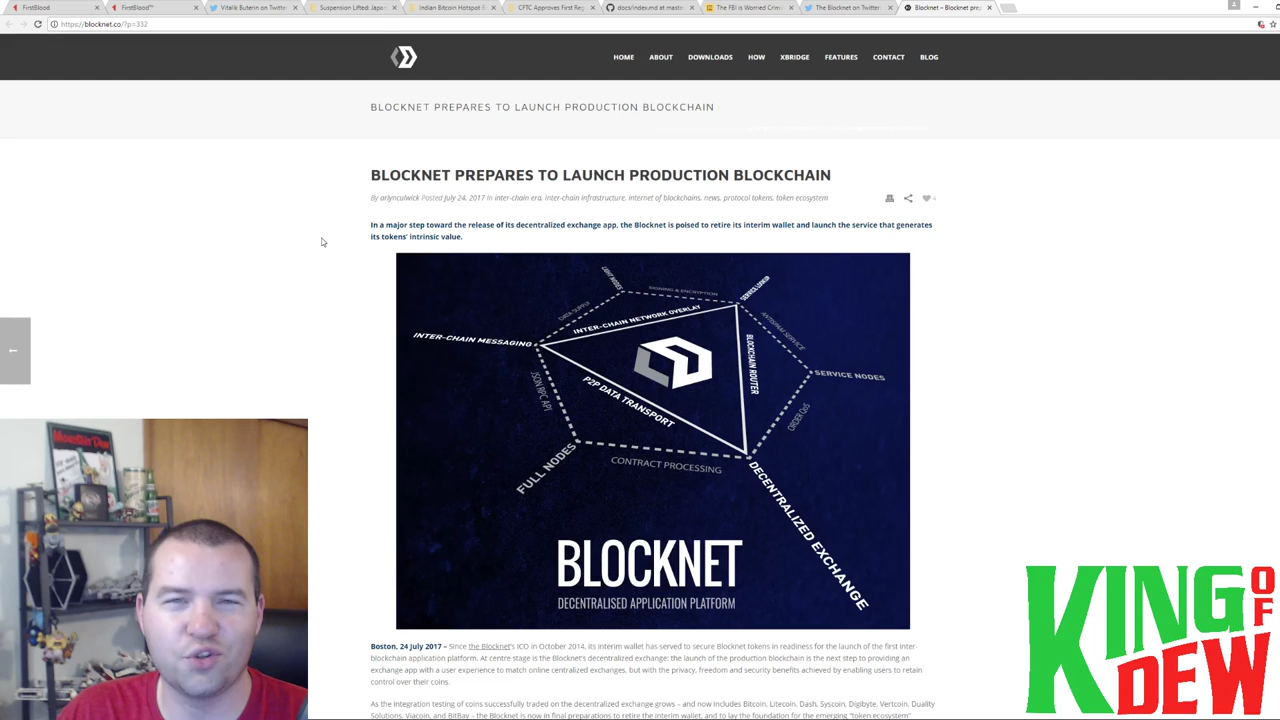 FirstBlood
FirstBlood™
Vitalik Buterin on Twitter
Suspension Lifted: Japa
Indian Bitcoin Hotspot B
CFTC Approves First Re
docs/index.md at maste
The FBI is Worried Crim
The Blocknet on Twitter
Blocknet – Blocknet pre
https://blocknet.co/?p=332
HOME ABOUT DOWNLOADS HOW XBRIDGE FEATURES CONTACT BLOG
BLOCKNET PREPARES TO LAUNCH PRODUCTION BLOCKCHAIN
BLOCKNET PREPARES TO LAUNCH PRODUCTION BLOCKCHAIN
By arlynculwick Posted July 24, 2017 In inter-chain era, inter-chain infrastructure, internet of blockchains, news, protocol tokens, token ecosystem
4
In a major step toward the release of its decentralized exchange app, the Blocknet is poised to retire its interim wallet and launch the service that generates
its tokens' intrinsic value.
LIGHT NODES
SIGNING & ENCRYPTION
SERVICE LOOKUP
DATA SUPPLY
INTER-CHAIN NETWORK OVERLAY
ANTISPAM SERVICE
INTER-CHAIN MESSAGING
BLOCKCHAIN ROUTER
SERVICE NODES
JSON RPC API
P2P DATA TRANSPORT
ORDER QoS
FULL NODES
CONTRACT PROCESSING
DECENTRALIZED EXCHANGE
BLOCKNET
DECENTRALISED APPLICATION PLATFORM
Boston, 24 July 2017 – Since the Blocknet's ICO in October 2014, its interim wallet has served to secure Blocknet tokens in readiness for the launch of the first inter-
blockchain application platform. At centre stage is the Blocknet's decentralized exchange: the launch of the production blockchain is the next step to providing an
exchange app with a user experience to match online centralized exchanges, but with the privacy, freedom and security benefits achieved by enabling users to retain
control over their coins.
As the integration testing of coins successfully traded on the decentralized exchange grows – and now includes Bitcoin, Litecoin, Dash, Syscoin, Digibyte, Vertcoin, Duality
Solutions, Viacoin, and BitBay – the Blocknet is now in final preparations to retire the interim wallet, and to lay the foundation for the emerging "token ecosystem"
KING OF
DEW